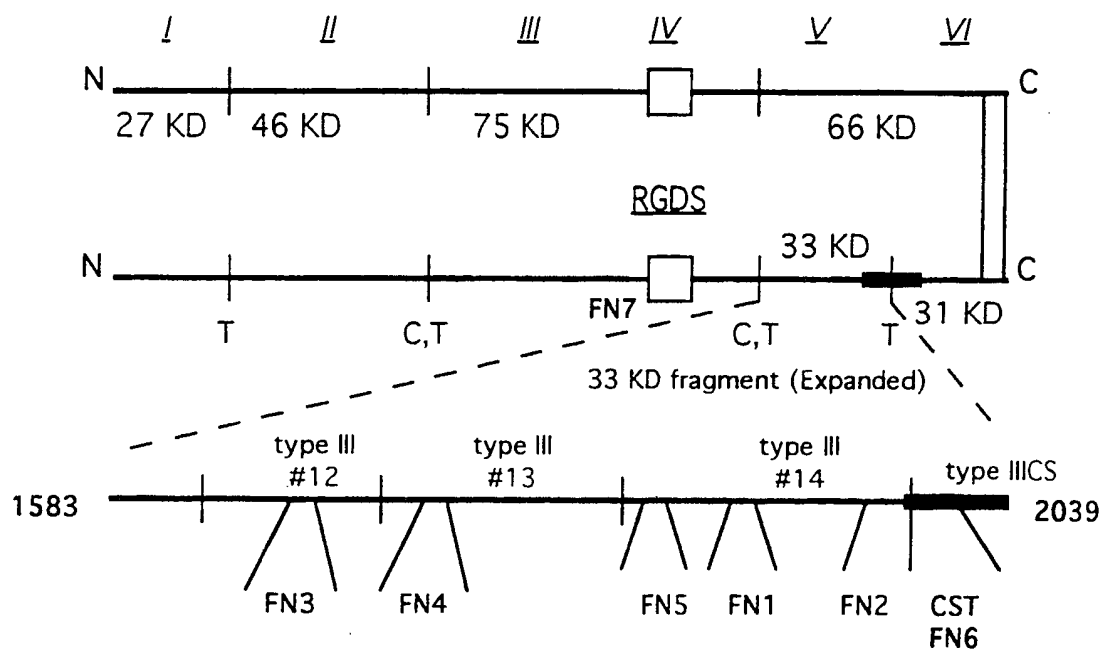 I II III IV V VI
N C
27 KD 46 KD 75 KD 66 KD
RGDS
33 KD
N C
FN7 31 KD
T C,T C,T T
33 KD fragment (Expanded)
type III type III type III type IIICS
#12 #13 #14
1583 2039
FN3 FN4 FN5 FN1 FN2 CST
FN6